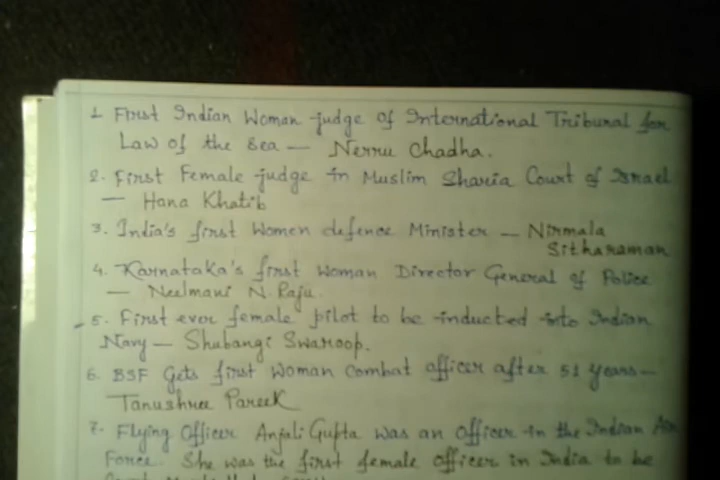 1. First Indian Woman judge of International Tribunal for
Law of the Sea — Nerru Chadha.
2. First Female judge in Muslim Sharia Court of Israel
— Hana Khatib
3. India's first Women defence Minister — Nirmala
Sitharaman
4. Karnataka's first Woman Director General of Police
— Neelmani N. Raju.
5. First ever female pilot to be inducted into Indian
Navy — Shubangi Swaroop.
6. BSF Gets first Woman combat officer after 51 years —
Tanushree Pareek
7. Flying Officer Anjali Gupta was an Officer in the Indian Air
Force. She was the first female officer in India to be